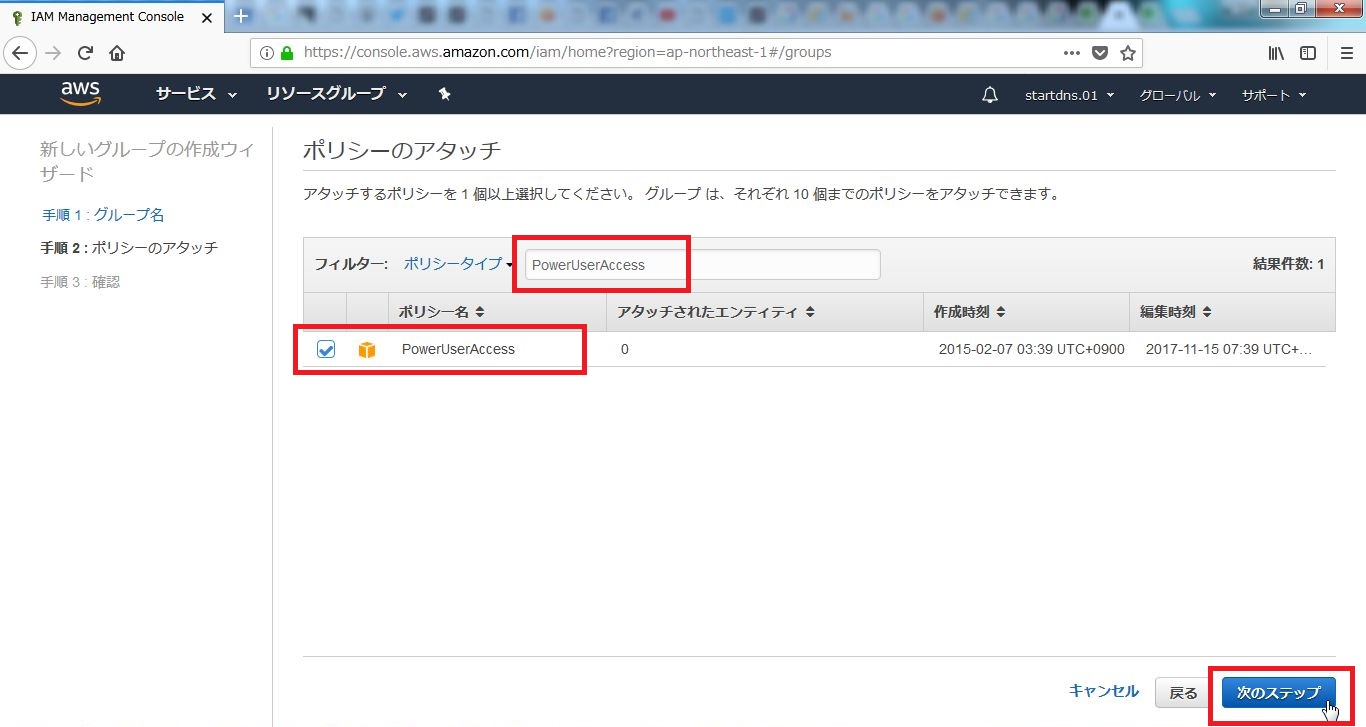 IAM Management Console
https://console.aws.amazon.com/iam/home?region=ap-northeast-1#/groups
aws サービス リソースグループ startdns.01 グローバル サポート
新しいグループの作成ウィ
ザード
手順 1 : グループ名
手順 2 : ポリシーのアタッチ
手順 3 : 確認
ポリシーのアタッチ
アタッチするポリシーを 1 個以上選択してください。 グループ は、それぞれ 10 個までのポリシーをアタッチできます。
フィルター: ポリシータイプ PowerUserAccess 結果件数: 1
ポリシー名 アタッチされたエンティティ 作成時刻 編集時刻
PowerUserAccess 0 2015-02-07 03:39 UTC+0900 2017-11-15 07:39 UTC+…
キャンセル 戻る 次のステップ